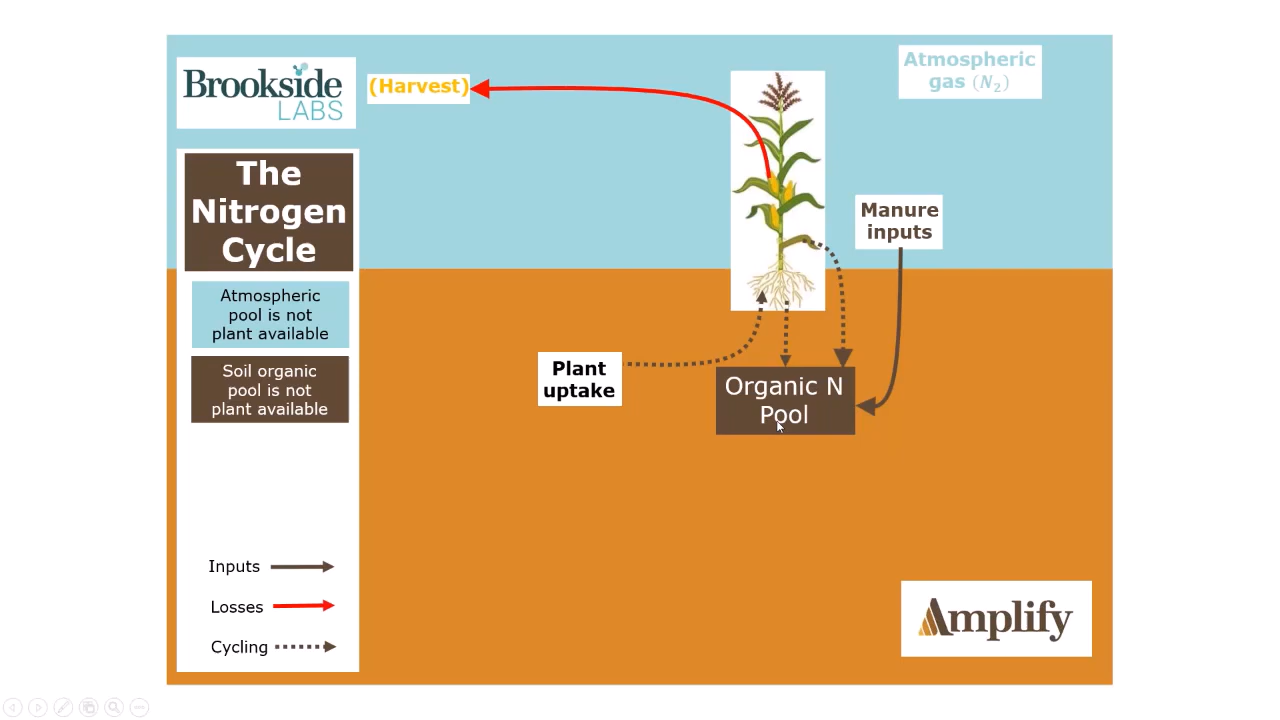 Brookside
LABS
(Harvest)
Atmospheric
gas (N₂)
The
Nitrogen
Cycle
Manure
inputs
Atmospheric
pool is not
plant available
Soil organic
pool is not
plant available
Plant
uptake
Organic N
Pool
Inputs
Losses
Cycling
Amplify